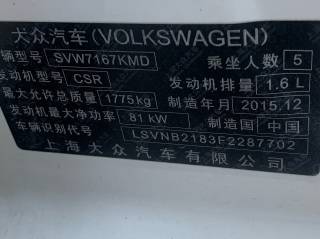 大众汽车(VOLKSWAGEN)
辆型号 SVW7167KMD 乘坐人数 5
发动机型号 CSR 发动机排量 1.6 L
最大允许总质量 1775kg 制造年月 2015.12
发动机最大净功率 81 kW 制造国 中国
车辆识别代号 LSVNB2183F2287702
上海大众汽车有限公司